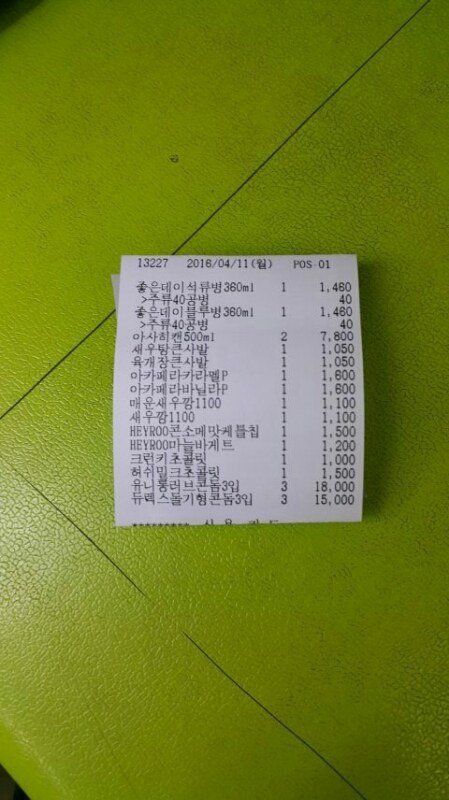 13227 2016/04/11(월) POS-01
좋은데이석류병360ml 1 1,460
>주류40공병 40
좋은데이블루병360ml 1 1,460
>주류40공병 40
아사히캔500ml 2 7,800
새우탕큰사발 1 1,050
육개장큰사발 1 1,050
아카페라카라멜P 1 1,600
아카페라바닐라P 1 1,600
매운새우깡1100 1 1,100
새우깡1100 1 1,100
HEYROO콘소메맛케틀칩 1 1,500
HEYROO마늘바게트 1 1,200
크런키초콜릿 1 1,000
허쉬밀크초콜릿 1 1,500
유니롱러브콘돔3입 3 18,000
듀렉스돌기형콘돔3입 3 15,000